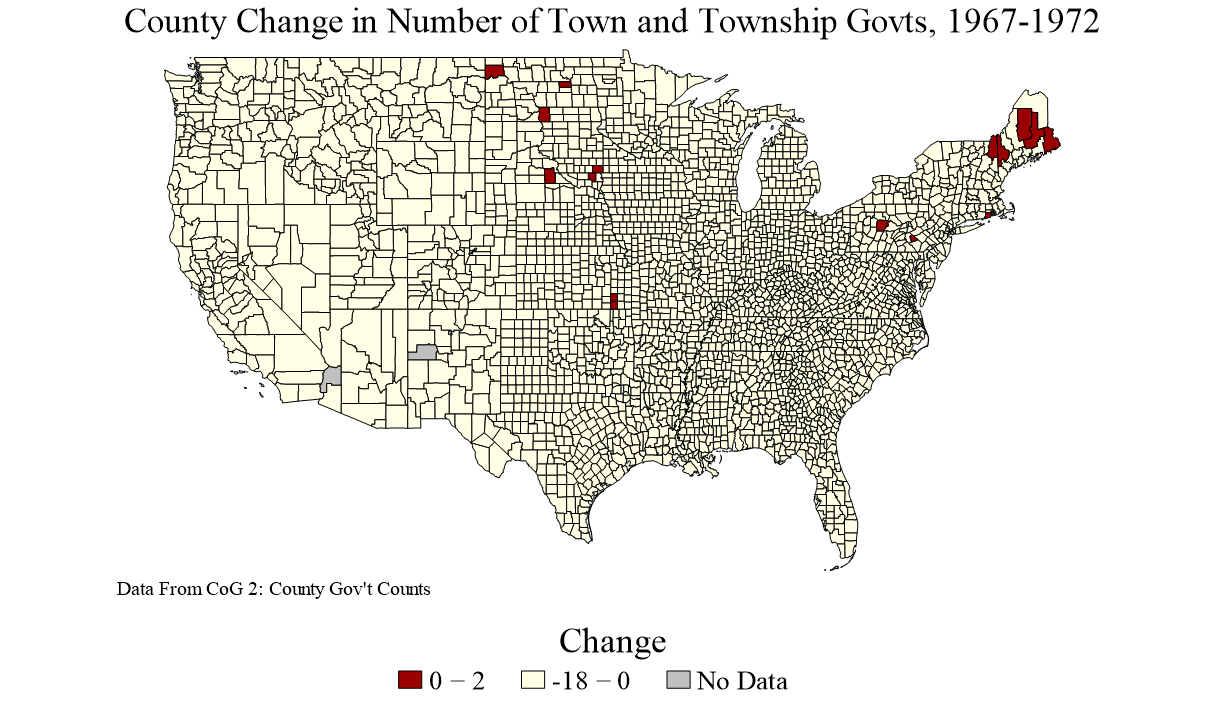 County Change in Number of Town and Township Govts, 1967-1972
Data From CoG 2: County Gov't Counts
Change
0 − 2
-18 − 0
No Data